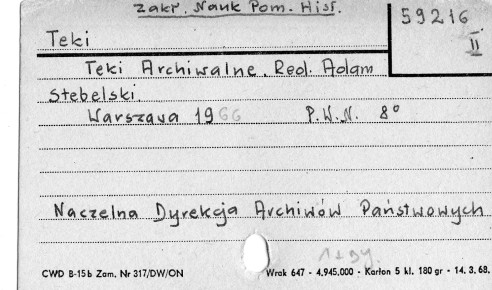 Zakł. Nauk Pom. Hist.
59216
II
Teki
Teki Archiwalne. Red. Adam
Stebelski.
Warszawa 1966 P.W.N. 8°
Naczelna Dyrekcja Archiwów Państwowych
CWD B-15b Zam. Nr 317/DW/ON
Wrak 647 - 4.945.000 - Karton 5 kl. 180 gr - 14. 3. 68.